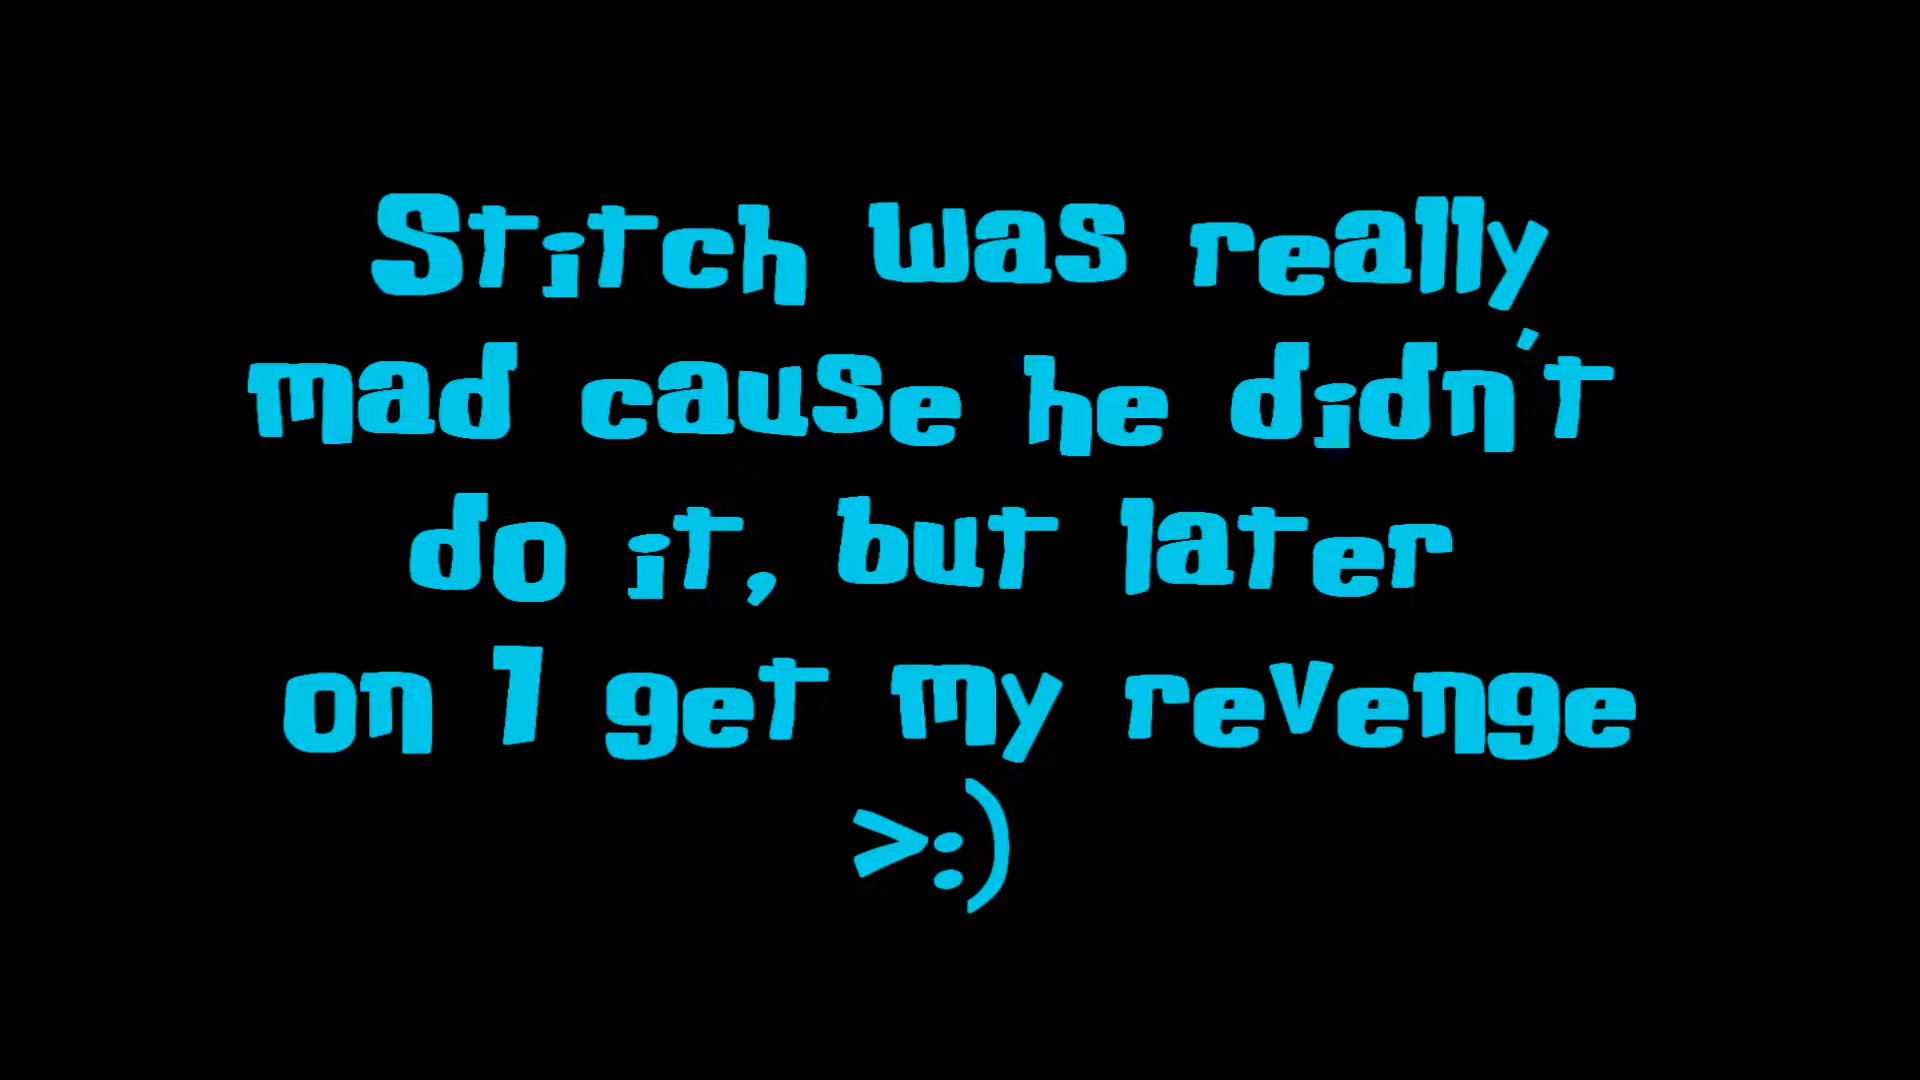 Stitch was really
mad cause he didn't
do it, but later
on I get my revenge
>:)